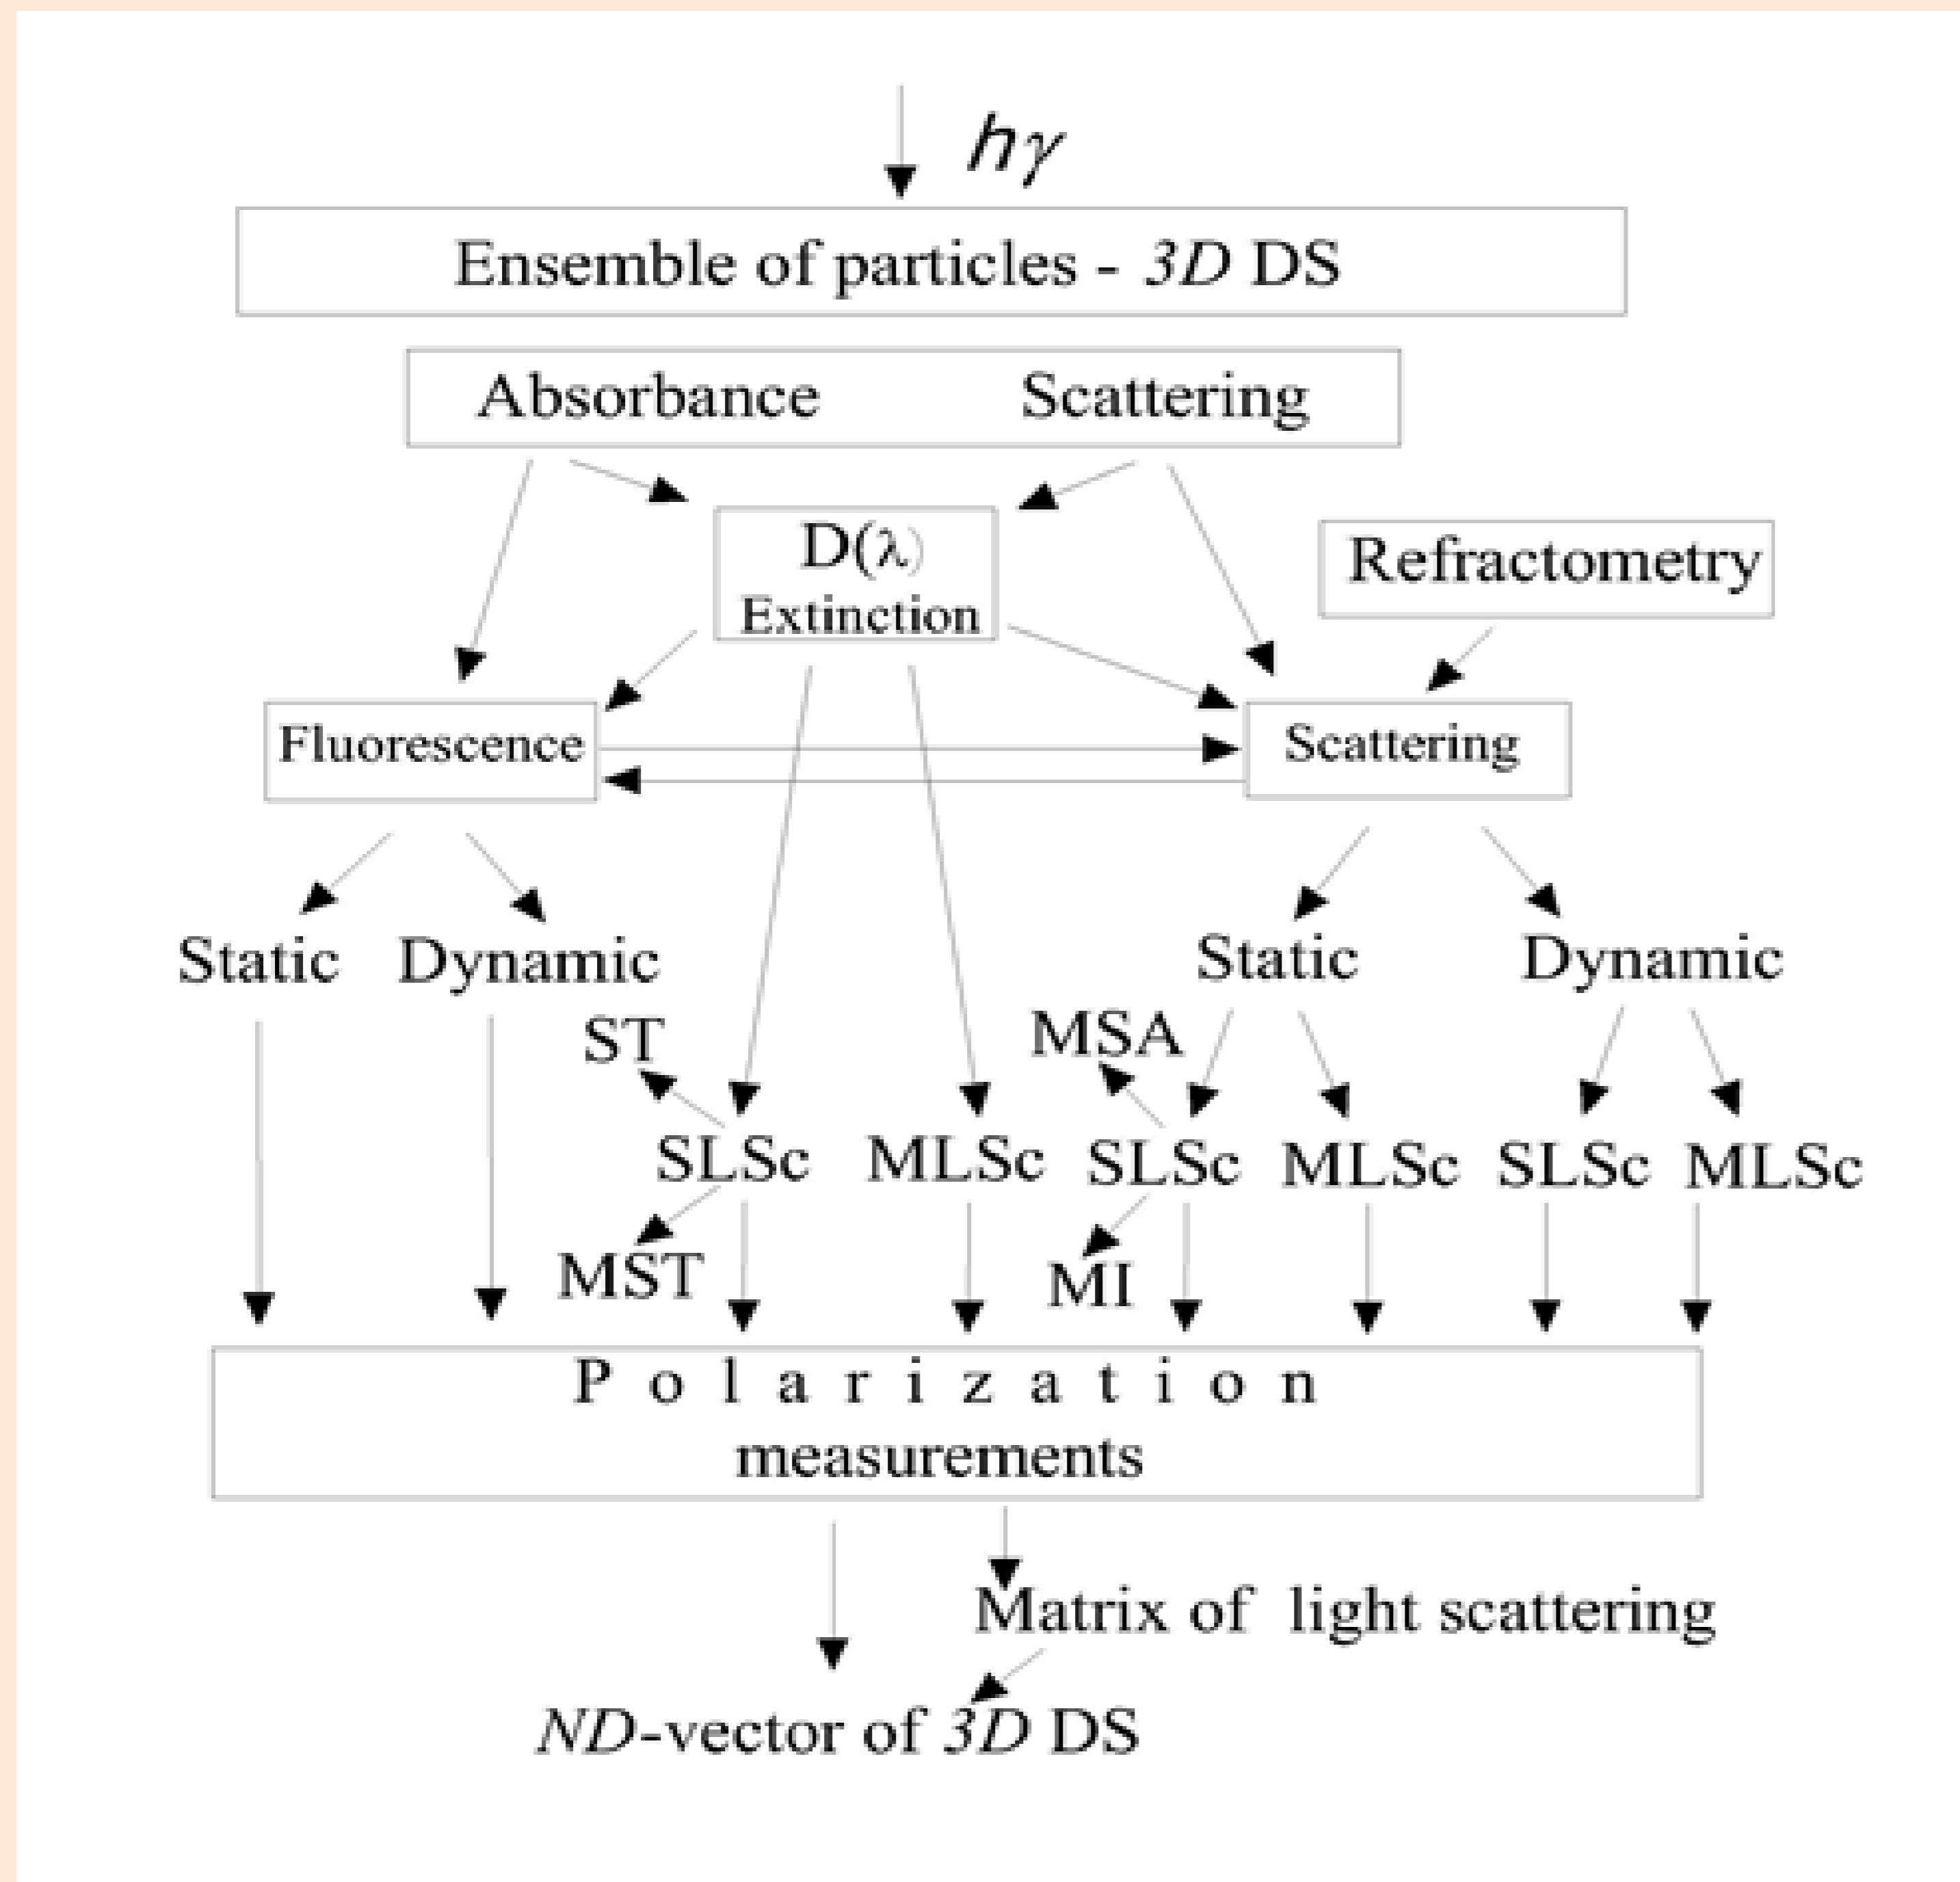 hγ
Ensemble of particles - 3D DS
Absorbance Scattering
D(λ)
Extinction
Refractometry
Fluorescence
Scattering
Static Dynamic
Static Dynamic
ST
MSA
SLSc MLSc SLSc MLSc SLSc MLSc
MST
MI
Polarization
measurements
Matrix of light scattering
ND-vector of 3D DS